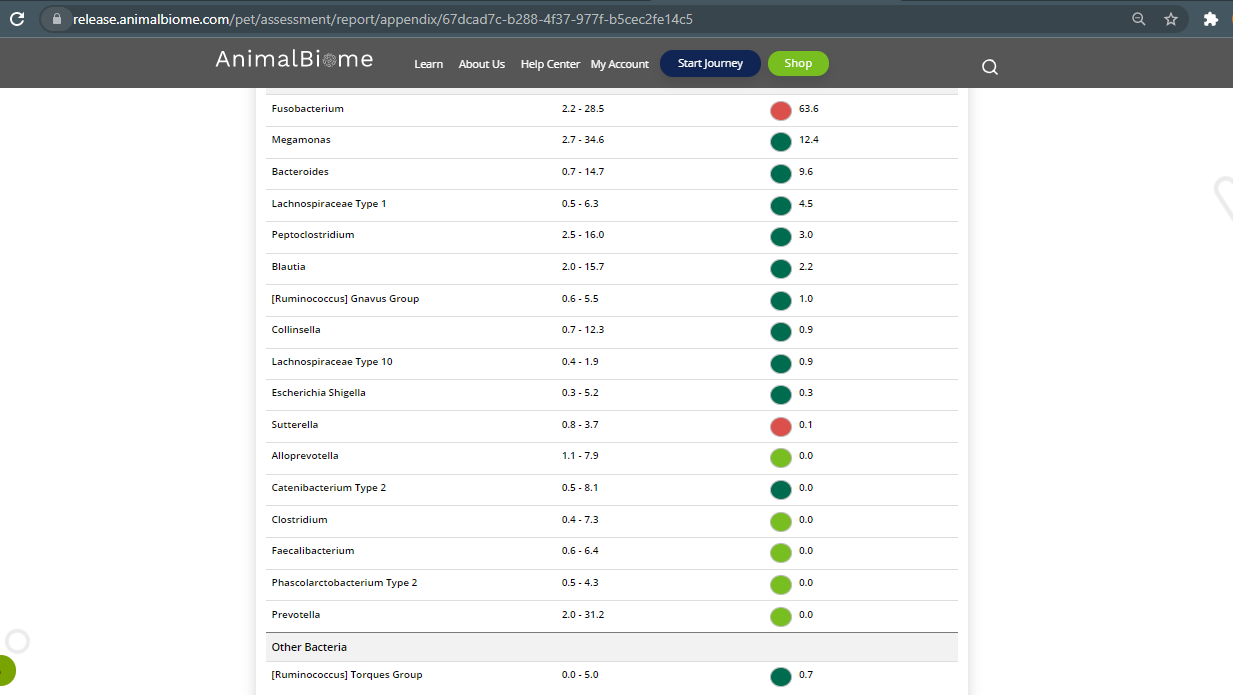 release.animalbiome.com/pet/assessment/report/appendix/67dcad7c-b288-4f37-977f-b5cec2fe14c5
AnimalBiome Learn About Us Help Center My Account Start Journey Shop
Fusobacterium 2.2 - 28.5 63.6
Megamonas 2.7 - 34.6 12.4
Bacteroides 0.7 - 14.7 9.6
Lachnospiraceae Type 1 0.5 - 6.3 4.5
Peptoclostridium 2.5 - 16.0 3.0
Blautia 2.0 - 15.7 2.2
[Ruminococcus] Gnavus Group 0.6 - 5.5 1.0
Collinsella 0.7 - 12.3 0.9
Lachnospiraceae Type 10 0.4 - 1.9 0.9
Escherichia Shigella 0.3 - 5.2 0.3
Sutterella 0.8 - 3.7 0.1
Alloprevotella 1.1 - 7.9 0.0
Catenibacterium Type 2 0.5 - 8.1 0.0
Clostridium 0.4 - 7.3 0.0
Faecalibacterium 0.6 - 6.4 0.0
Phascolarctobacterium Type 2 0.5 - 4.3 0.0
Prevotella 2.0 - 31.2 0.0
Other Bacteria
[Ruminococcus] Torques Group 0.0 - 5.0 0.7